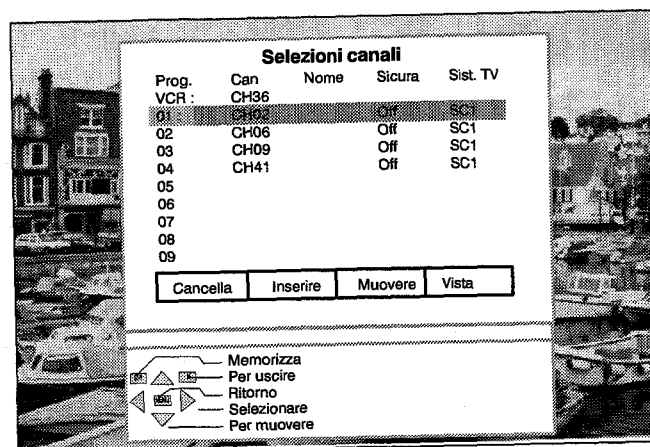 Selezioni canali
Prog. Can Nome Sicura Sist. TV
VCR : CH36
01 CH02 Off SC1
02 CH06 Off SC1
03 CH09 Off SC1
04 CH41 Off SC1
05
06
07
08
09
Cancella Inserire Muovere Vista
Memorizza
Per uscire
Ritorno
Selezionare
Per muovere